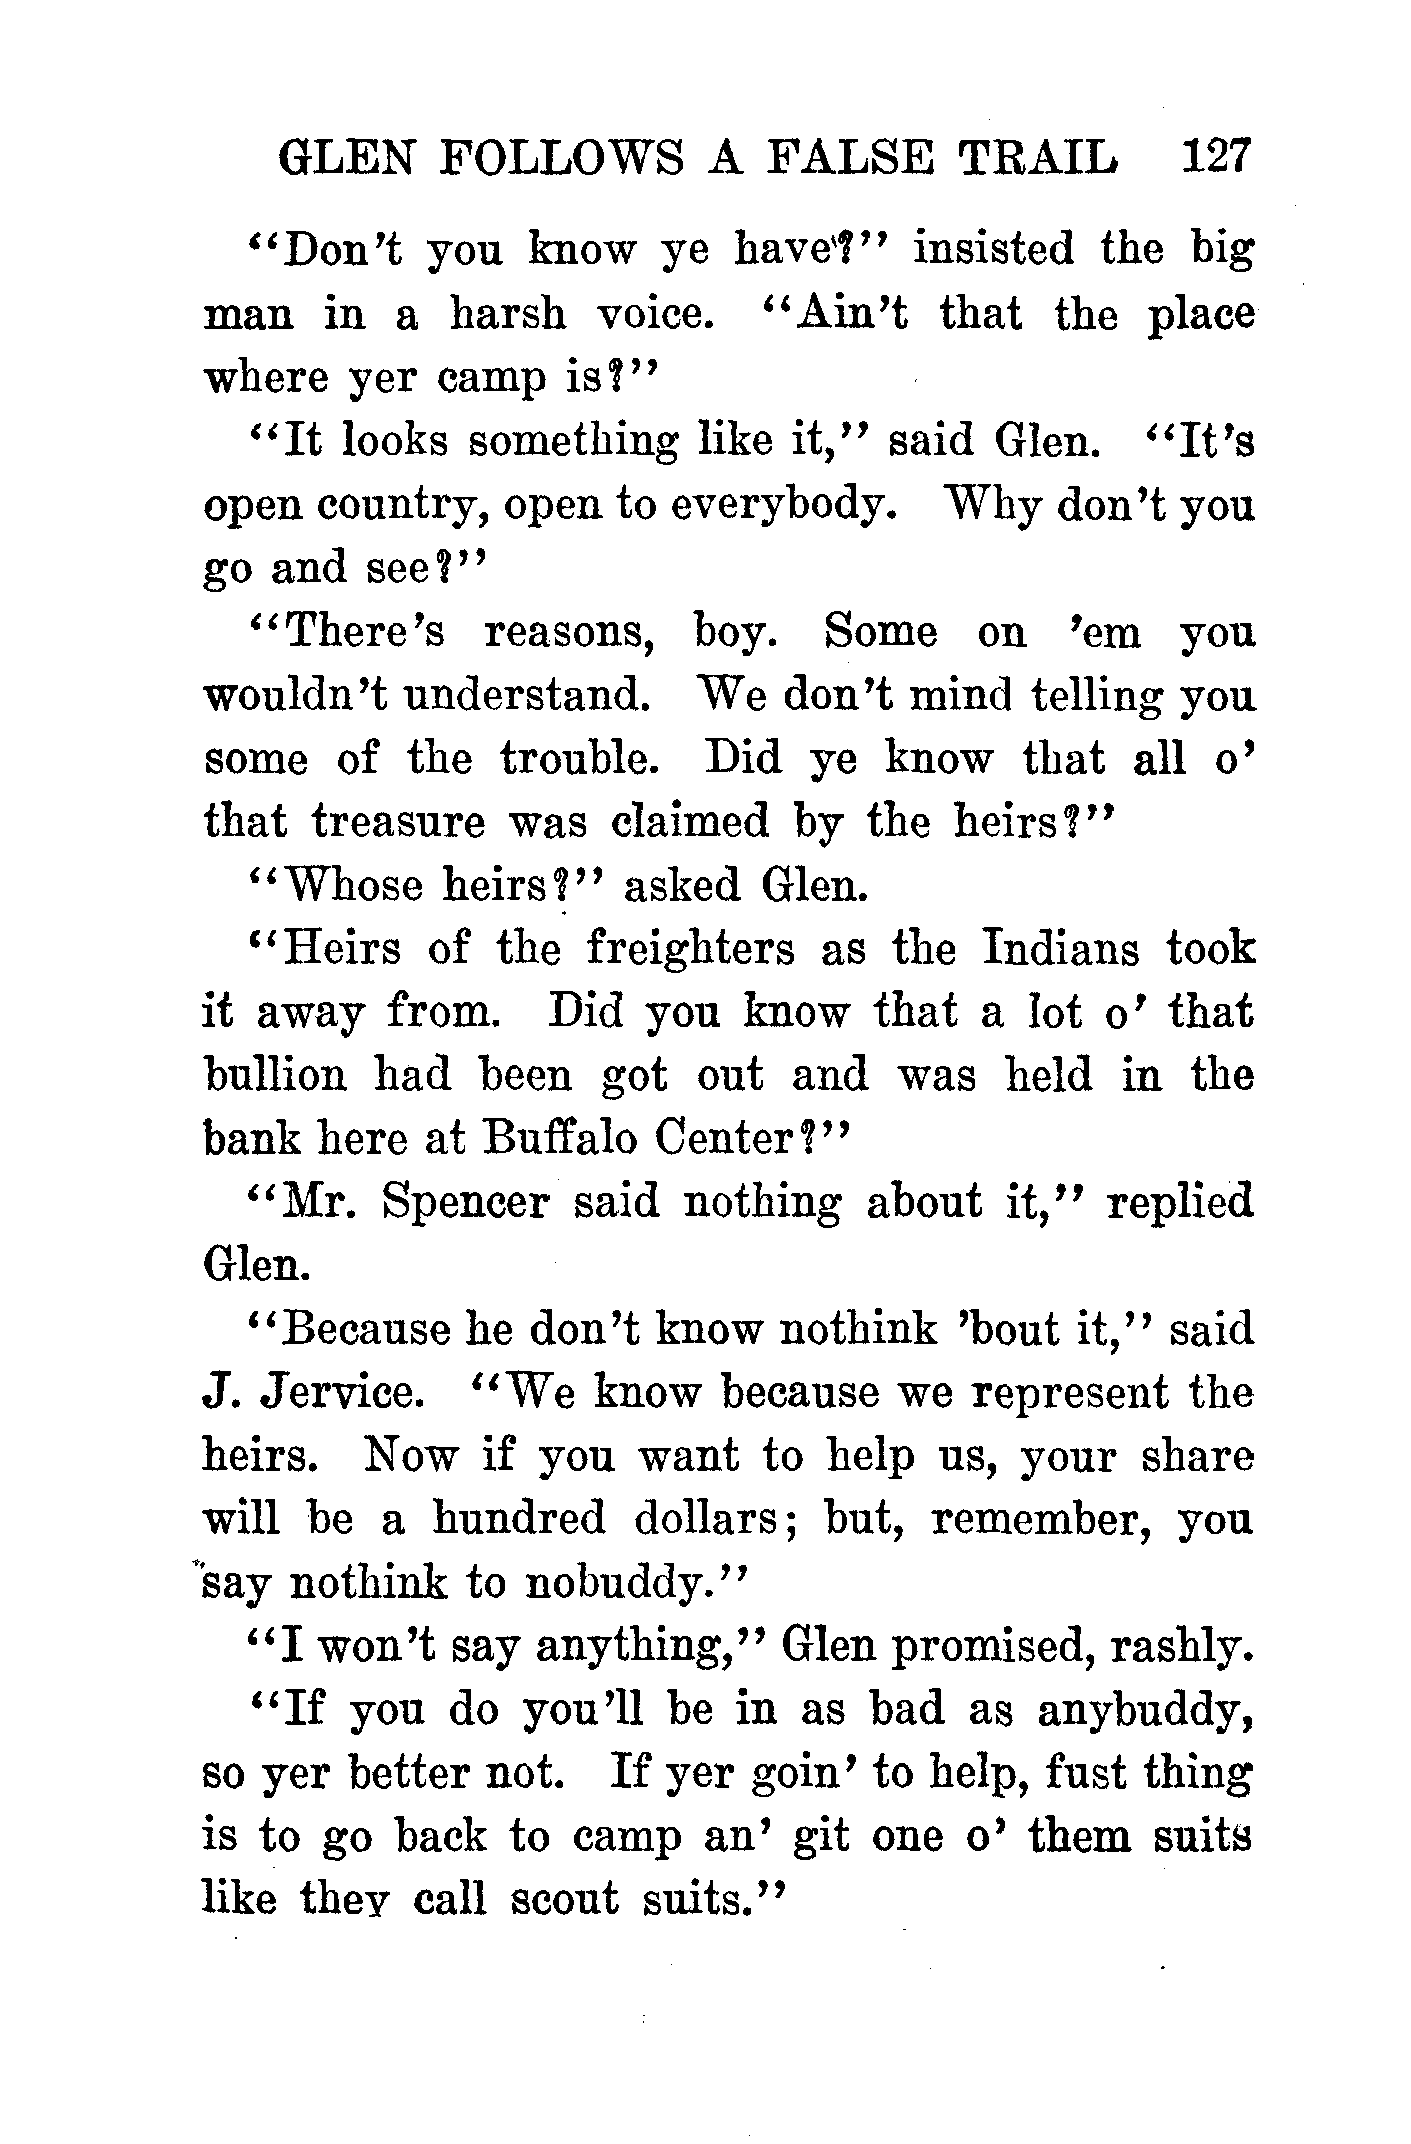 GLEN FOLLOWS A FALSE TRAIL 127
“Don’t you know ye have?” insisted the big
man in a harsh voice. “Ain’t that the place
where yer camp is?”
“It looks something like it,” said Glen. “It’s
open country, open to everybody. Why don’t you
go and see?”
“There’s reasons, boy. Some on ’em you
wouldn’t understand. We don’t mind telling you
some of the trouble. Did ye know that all o’
that treasure was claimed by the heirs?”
“Whose heirs?” asked Glen.
“Heirs of the freighters as the Indians took
it away from. Did you know that a lot o’ that
bullion had been got out and was held in the
bank here at Buffalo Center?”
“Mr. Spencer said nothing about it,” replied
Glen.
“Because he don’t know nothink ’bout it,” said
J. Jervice. “We know because we represent the
heirs. Now if you want to help us, your share
will be a hundred dollars; but, remember, you
say nothink to nobuddy.”
“I won’t say anything,” Glen promised, rashly.
“If you do you’ll be in as bad as anybuddy,
so yer better not. If yer goin’ to help, fust thing
is to go back to camp an’ git one o’ them suits
like they call scout suits.”